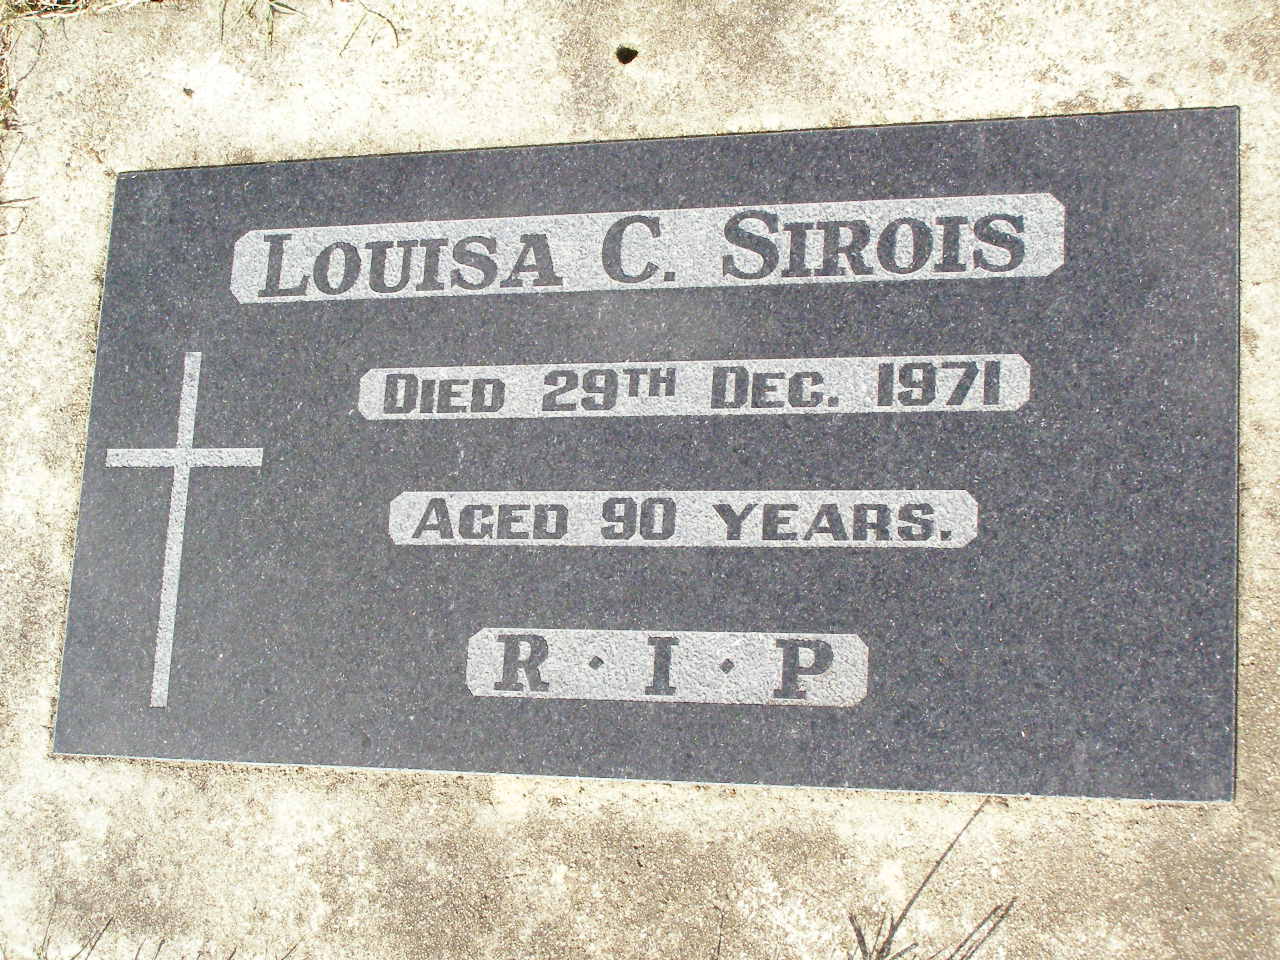 LOUISA C. SIROIS
DIED 29TH DEC. 1971
AGED 90 YEARS.
R · I · P